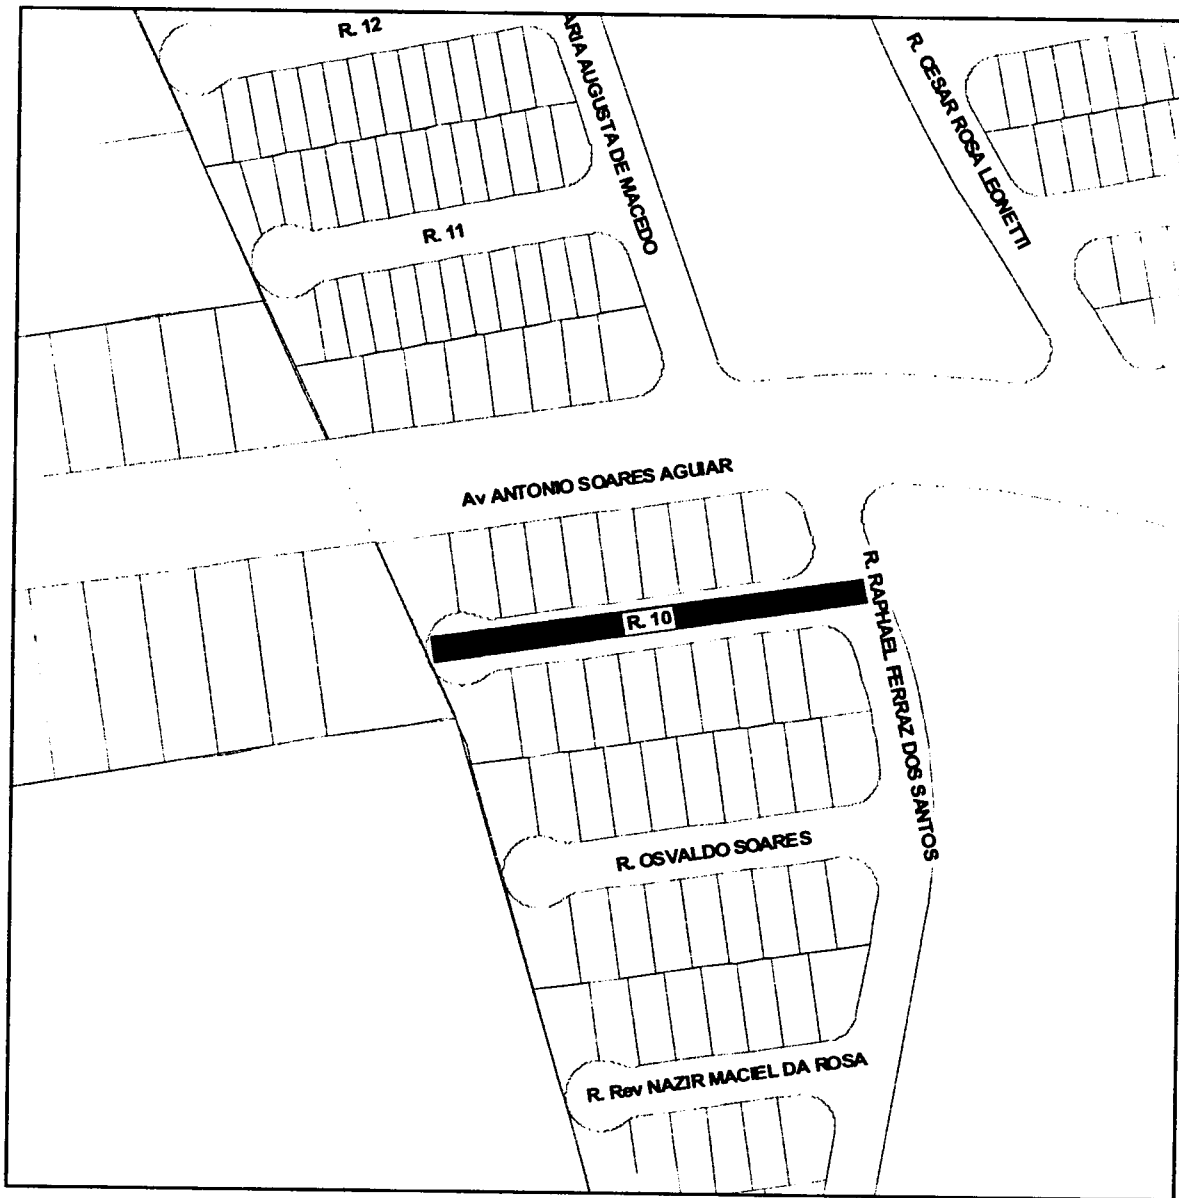 R. 12
ARIA AUGUSTA DE MACEDO
R. CESAR ROSA LEONETTI
R. 11
Av ANTONIO SOARES AGUIAR
R. 10
R. RAPHAEL FERRAZ DOS SANTOS
R. OSVALDO SOARES
R. Rev NAZIR MACIEL DA ROSA